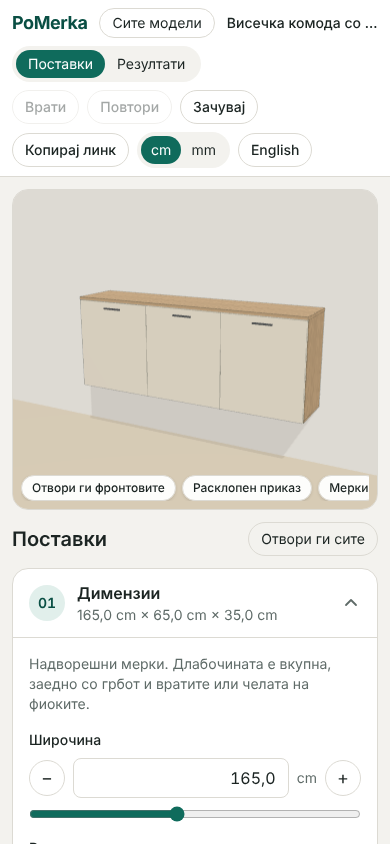 PoMerka Сите модели Висечка комода со ...
Поставки Резултати
Врати Повтори Зачувај
Копирај линк cm mm English
Отвори ги фронтовите Расклопен приказ Мерки
Поставки Отвори ги сите
01 Димензии
165,0 cm × 65,0 cm × 35,0 cm
Надворешни мерки. Длабочината е вкупна,
заедно со грбот и вратите или челата на
фиоките.
Широчина
− 165,0 cm +